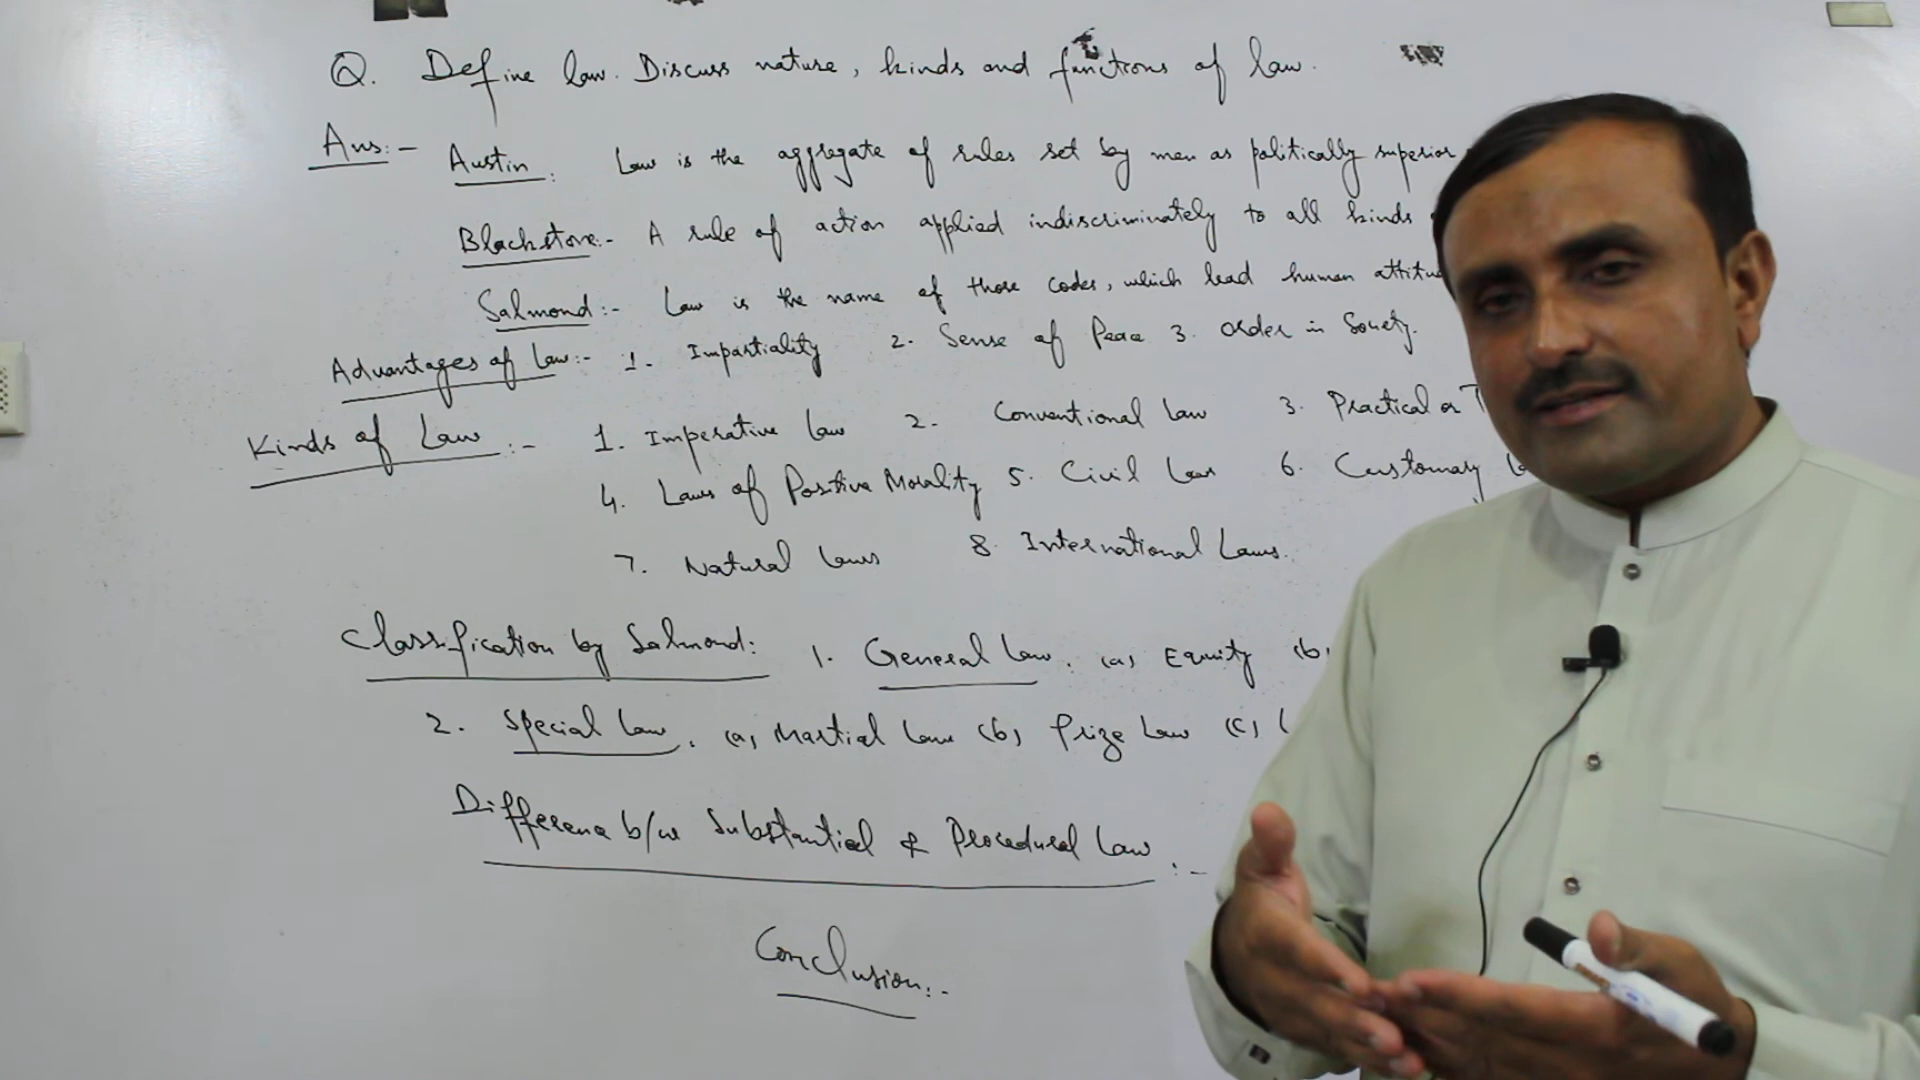 Q. Define law. Discuss nature, kinds and functions of law.
Ans:- Austin: Law is the aggregate of rules set by men as politically superior
Blackstone:- A rule of action applied indiscriminately to all kinds
Salmond:- Law is the name of those codes, which lead human
Advantages of Law:- 1. Impartiality 2. Sense of Peace 3. Order in Society.
Kinds of Law:- 1. Imperative law 2. Conventional law 3. Practical or
4. Laws of Positive Morality 5. Civil Law 6. Customary
7. Natural Laws 8. International Laws.
Classification by Salmond: 1. General Law. (a) Equity (b)
2. Special Law. (a) Martial Law (b) Prize Law (c)
Difference b/w Substantial & Procedural Law:-
Conclusion:-